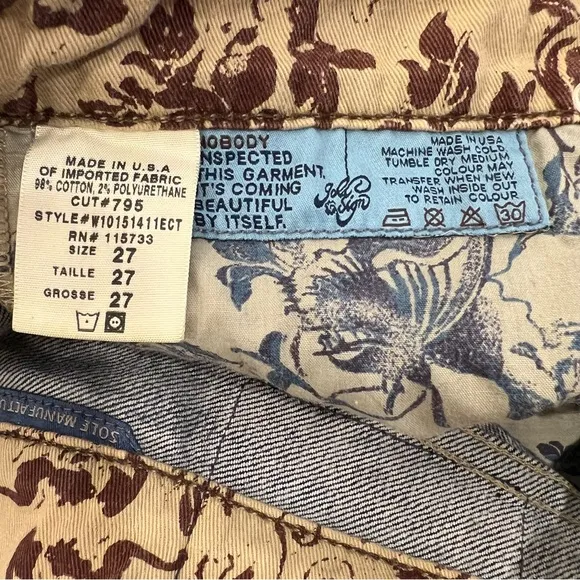 MADE IN U.S.A
OF IMPORTED FABRIC
98% COTTON, 2% POLYURETHANE
CUT#795
STYLE#W10151411ECT
RN# 115733
SIZE 27
TAILLE 27
GROSSE 27
NOBODY
INSPECTED
THIS GARMENT.
IT'S COMING
BEAUTIFUL
BY ITSELF.
Gold
Sign
MADE IN USA
MACHINE WASH COLD
TUMBLE DRY MEDIUM
COLOUR MAY
TRANSFER WHEN NEW
WASH INSIDE OUT
TO RETAIN COLOUR
30
SOLE MANUFACTU